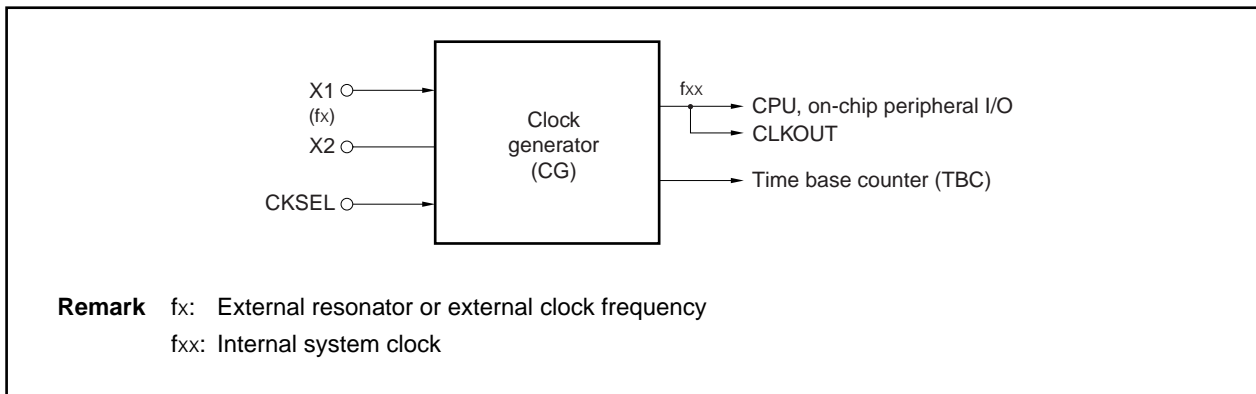 X1
(fX)
X2
CKSEL
Clock
generator
(CG)
fXX
CPU, on-chip peripheral I/O
CLKOUT
Time base counter (TBC)
Remark fX: External resonator or external clock frequency
fXX: Internal system clock